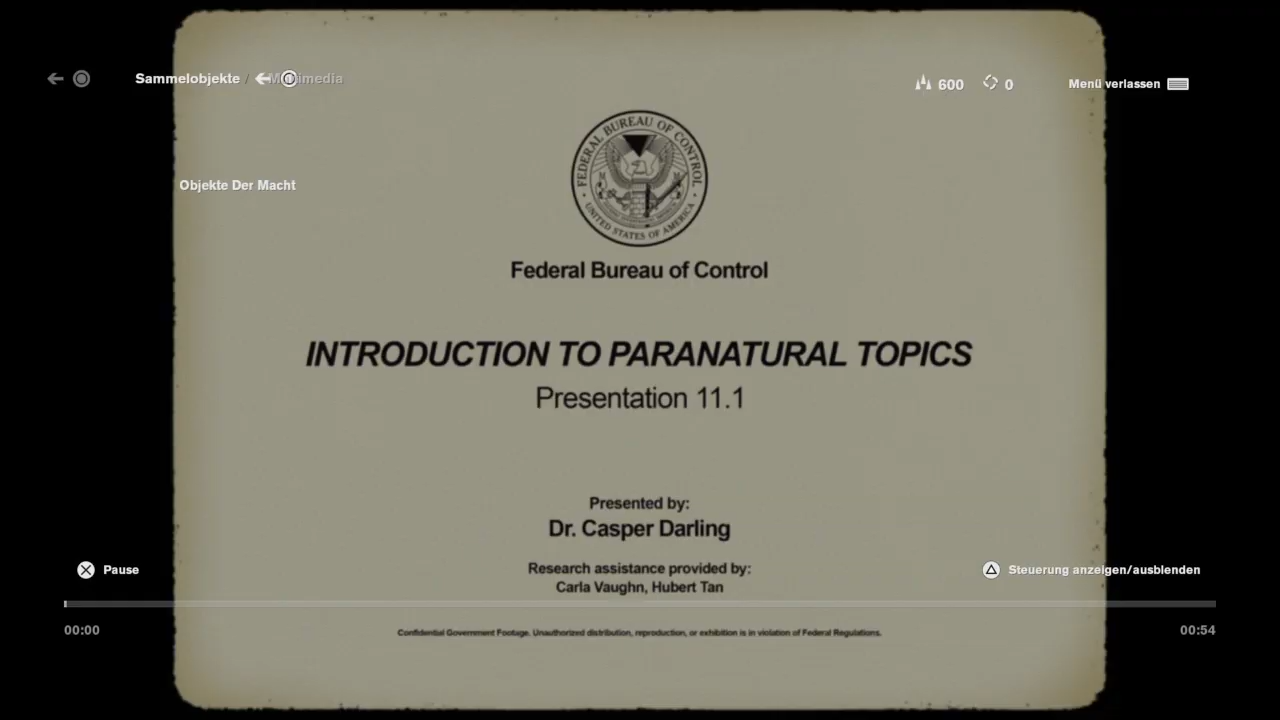 Sammelobjekte / Multimedia
600
0
Menü verlassen
Objekte Der Macht
FEDERAL BUREAU OF CONTROL
UNITED STATES OF AMERICA
Federal Bureau of Control
INTRODUCTION TO PARANATURAL TOPICS
Presentation 11.1
Presented by:
Dr. Casper Darling
Research assistance provided by:
Carla Vaughn, Hubert Tan
Pause
Steuerung anzeigen/ausblenden
00:00
00:54
Confidential Government Footage. Unauthorized distribution, reproduction, or exhibition is in violation of Federal Regulations.